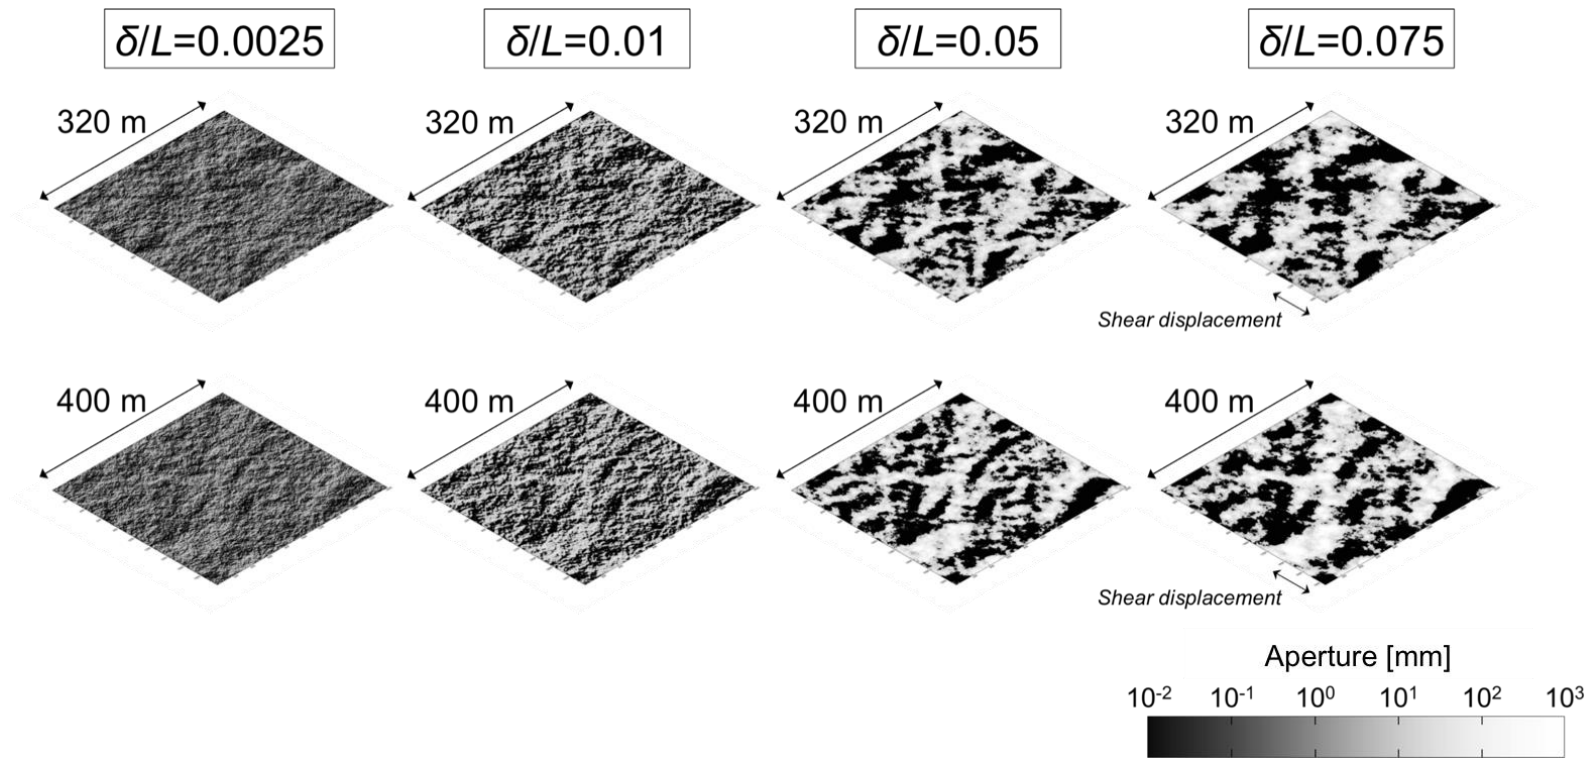 δ/L=0.0025 δ/L=0.01 δ/L=0.05 δ/L=0.075
320 m 320 m 320 m 320 m
Shear displacement
400 m 400 m 400 m 400 m
Shear displacement
Aperture [mm]
10⁻² 10⁻¹ 10⁰ 10¹ 10² 10³